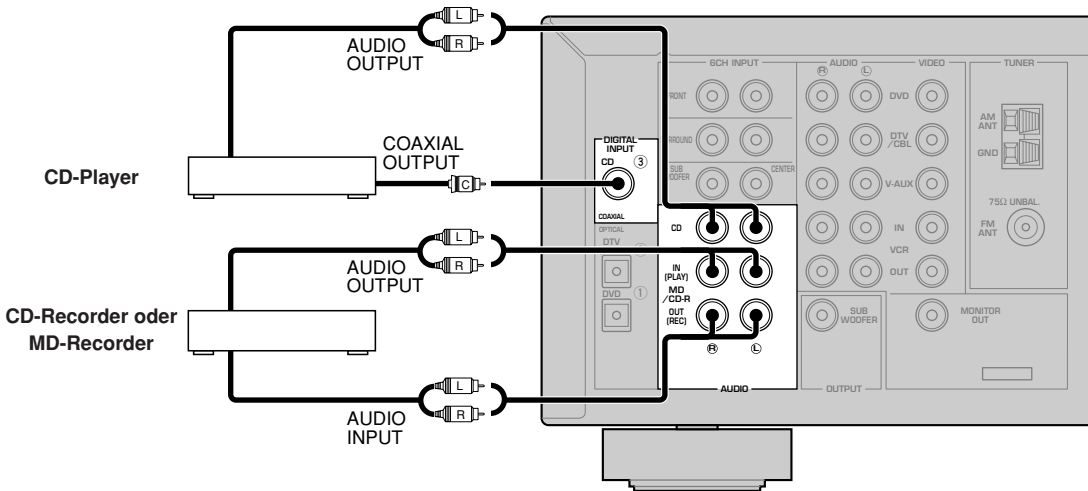 L
R
AUDIO
OUTPUT
CD-Player
COAXIAL
OUTPUT
C
L
R
AUDIO
OUTPUT
CD-Recorder oder
MD-Recorder
L
R
AUDIO
INPUT
DIGITAL
INPUT
CD ③
COAXIAL
OPTICAL
DTV
DVD ①
6CH INPUT
FRONT
SURROUND
SUB
WOOFER
CENTER
CD
IN
(PLAY)
MD
/CD-R
OUT
(REC)
Ⓡ Ⓛ
AUDIO
AUDIO
Ⓡ Ⓛ
VIDEO
DVD
DTV
/CBL
V-AUX
IN
VCR
OUT
SUB
WOOFER
OUTPUT
MONITOR
OUT
TUNER
AM
ANT
GND
75Ω UNBAL.
FM
ANT